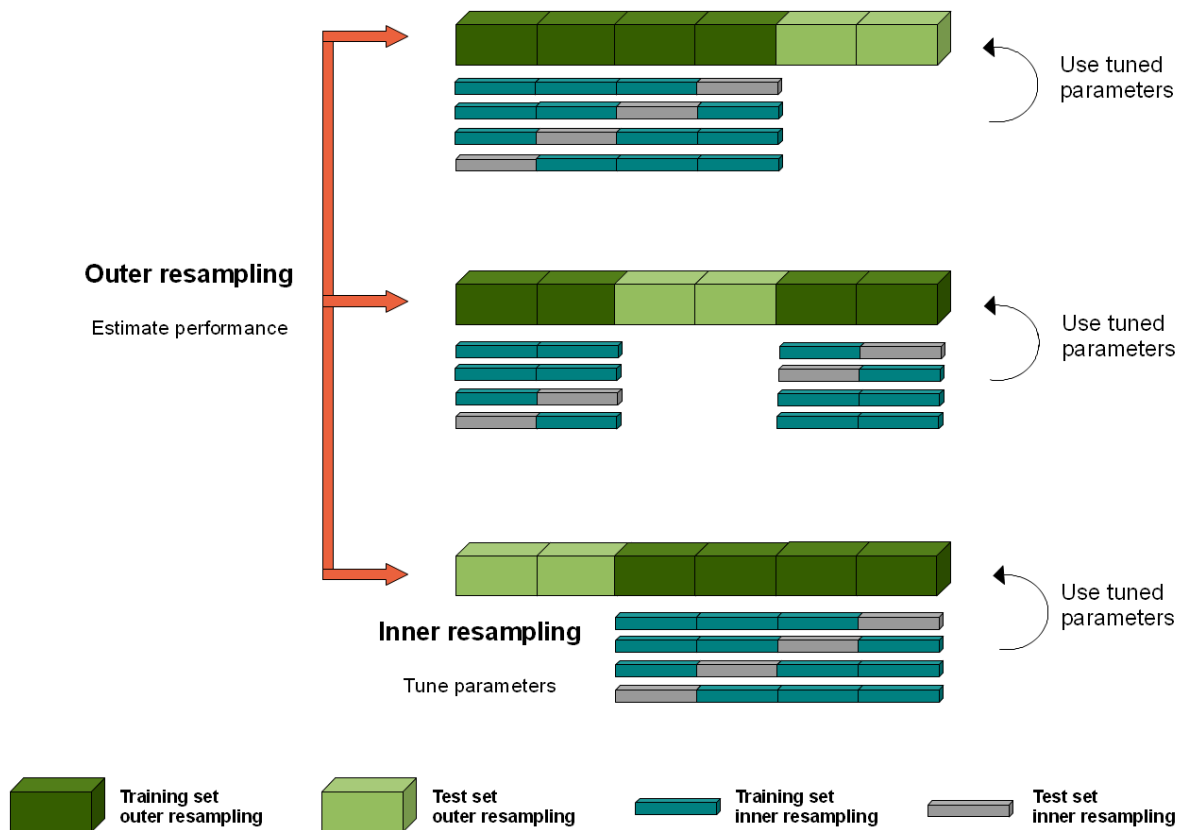 Use tuned
parameters
Outer resampling
Estimate performance
Use tuned
parameters
Inner resampling
Tune parameters
Use tuned
parameters
Training set
outer resampling
Test set
outer resampling
Training set
inner resampling
Test set
inner resampling